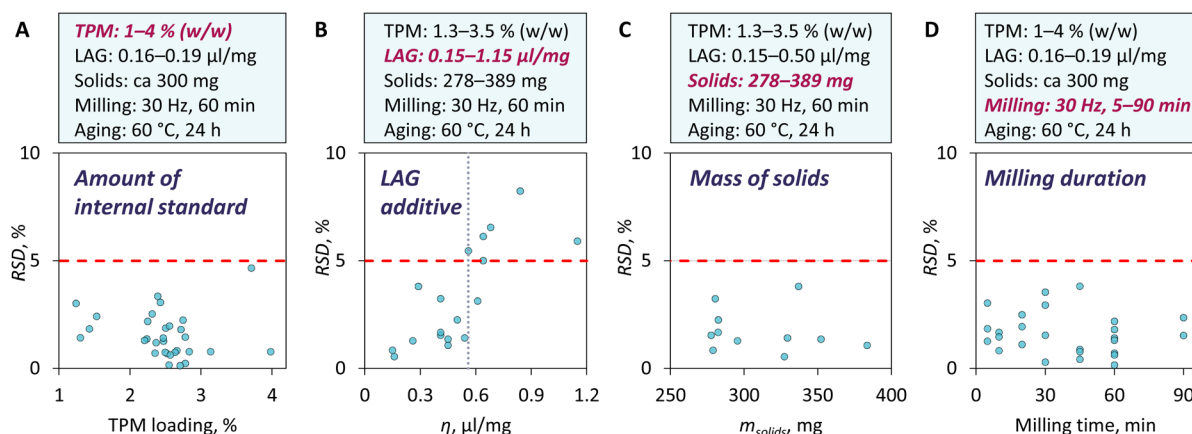 A
TPM: 1–4 % (w/w)
LAG: 0.16–0.19 µl/mg
Solids: ca 300 mg
Milling: 30 Hz, 60 min
Aging: 60 °C, 24 h
10
5
0
RSD, %
Amount of
internal standard
1
2
3
4
TPM loading, %
B
TPM: 1.3–3.5 % (w/w)
LAG: 0.15–1.15 µl/mg
Solids: 278–389 mg
Milling: 30 Hz, 60 min
Aging: 60 °C, 24 h
10
5
0
RSD, %
LAG
additive
0
0.3
0.6
0.9
1.2
η, µl/mg
C
TPM: 1.3–3.5 % (w/w)
LAG: 0.15–0.50 µl/mg
Solids: 278–389 mg
Milling: 30 Hz, 60 min
Aging: 60 °C, 24 h
10
5
0
RSD, %
Mass of solids
250
300
350
400
m_solids, mg
D
TPM: 1–4 % (w/w)
LAG: 0.16–0.19 µl/mg
Solids: ca 300 mg
Milling: 30 Hz, 5–90 min
Aging: 60 °C, 24 h
10
5
0
RSD, %
Milling duration
0
30
60
90
Milling time, min